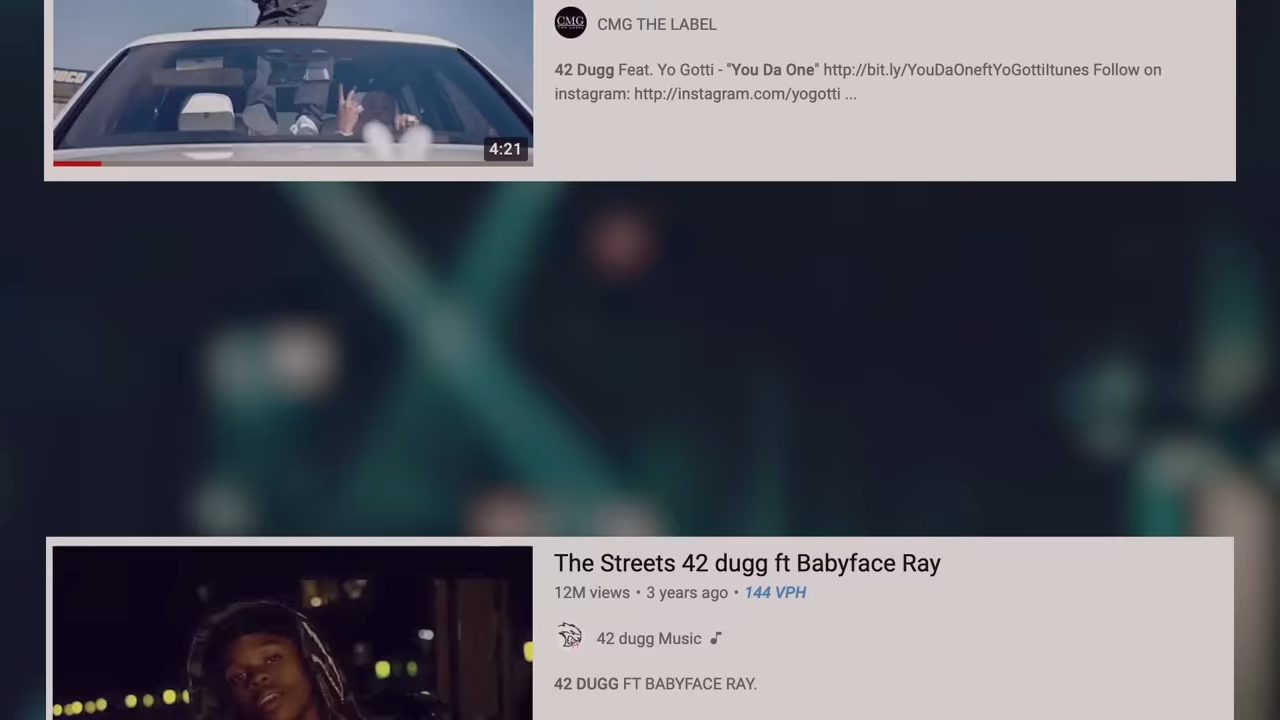 CMG
CMG THE LABEL
42 Dugg Feat. Yo Gotti - "You Da One" http://bit.ly/YouDaOneftYoGottiItunes Follow on
instagram: http://instagram.com/yogotti ...
4:21
The Streets 42 dugg ft Babyface Ray
12M views • 3 years ago • 144 VPH
42 dugg Music
42 DUGG FT BABYFACE RAY.